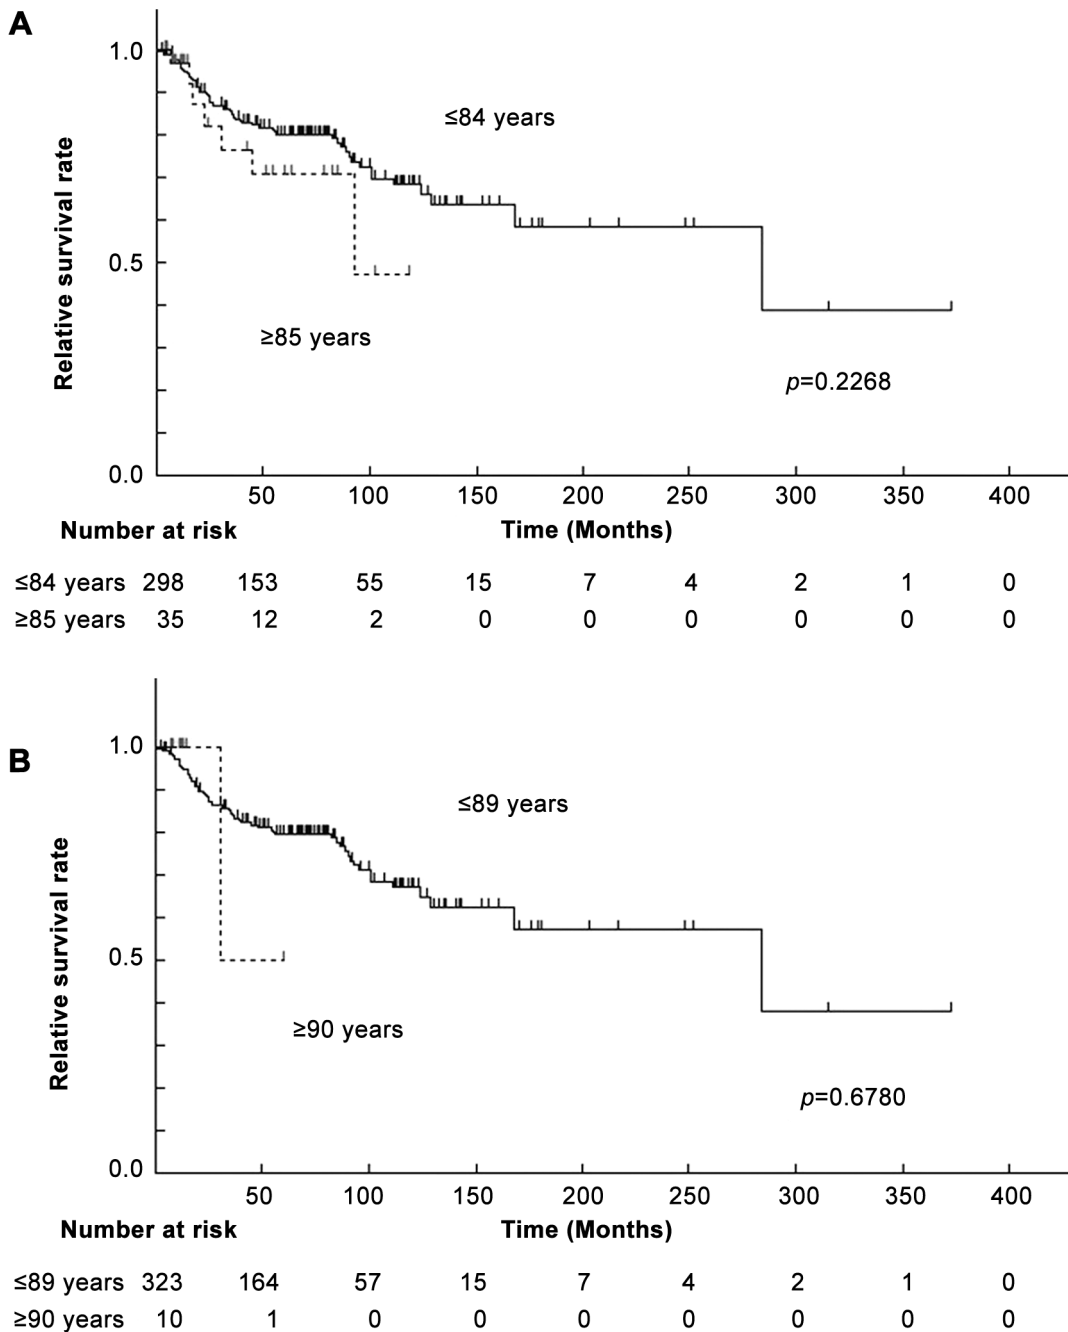 A
1.0
≤84 years
0.5
Relative survival rate
≥85 years
p=0.2268
0.0
50 100 150 200 250 300 350 400
Number at risk Time (Months)
≤84 years 298 153 55 15 7 4 2 1 0
≥85 years 35 12 2 0 0 0 0 0 0
B
1.0
≤89 years
0.5
Relative survival rate
≥90 years
p=0.6780
0.0
50 100 150 200 250 300 350 400
Number at risk Time (Months)
≤89 years 323 164 57 15 7 4 2 1 0
≥90 years 10 1 0 0 0 0 0 0 0